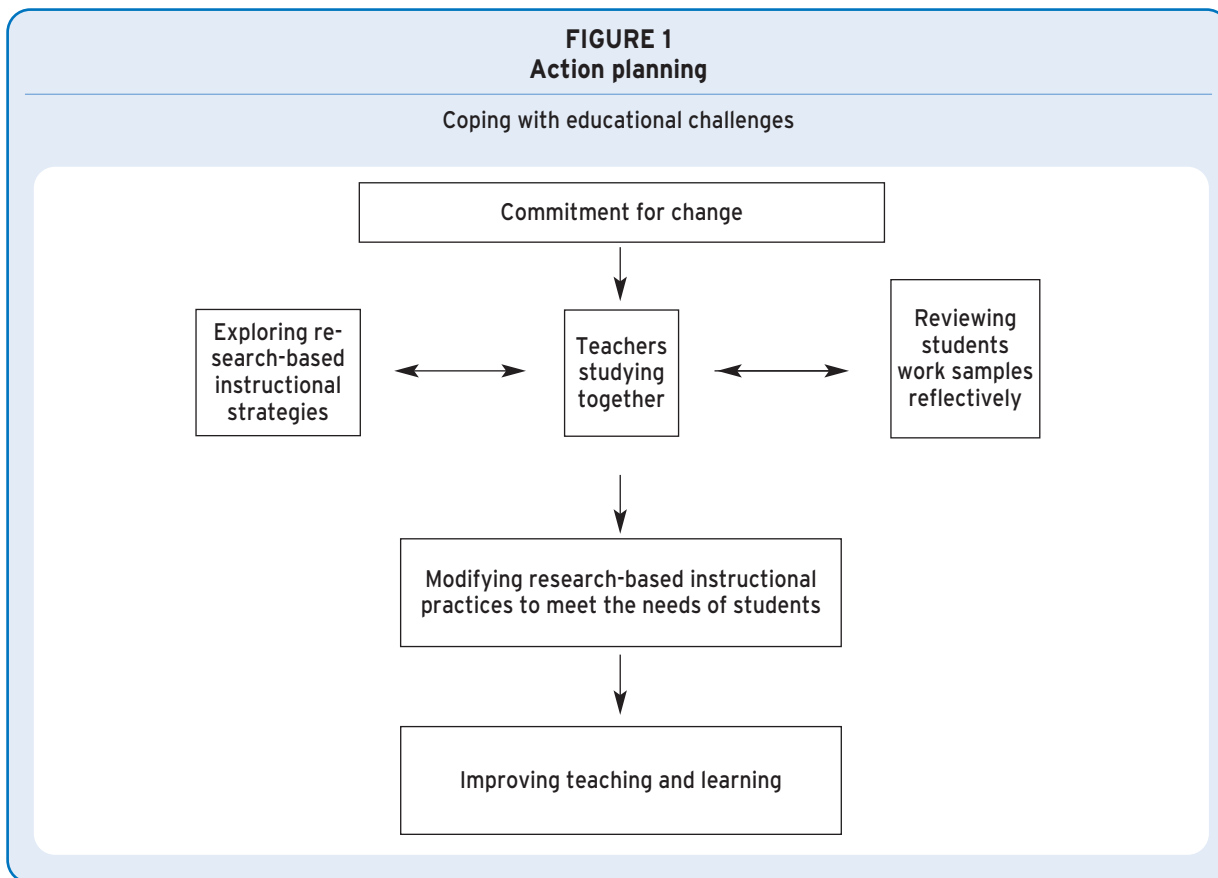 FIGURE 1
Action planning
Coping with educational challenges
Commitment for change
Exploring re-
search-based
instructional
strategies
Teachers
studying
together
Reviewing
students
work samples
reflectively
Modifying research-based instructional
practices to meet the needs of students
Improving teaching and learning